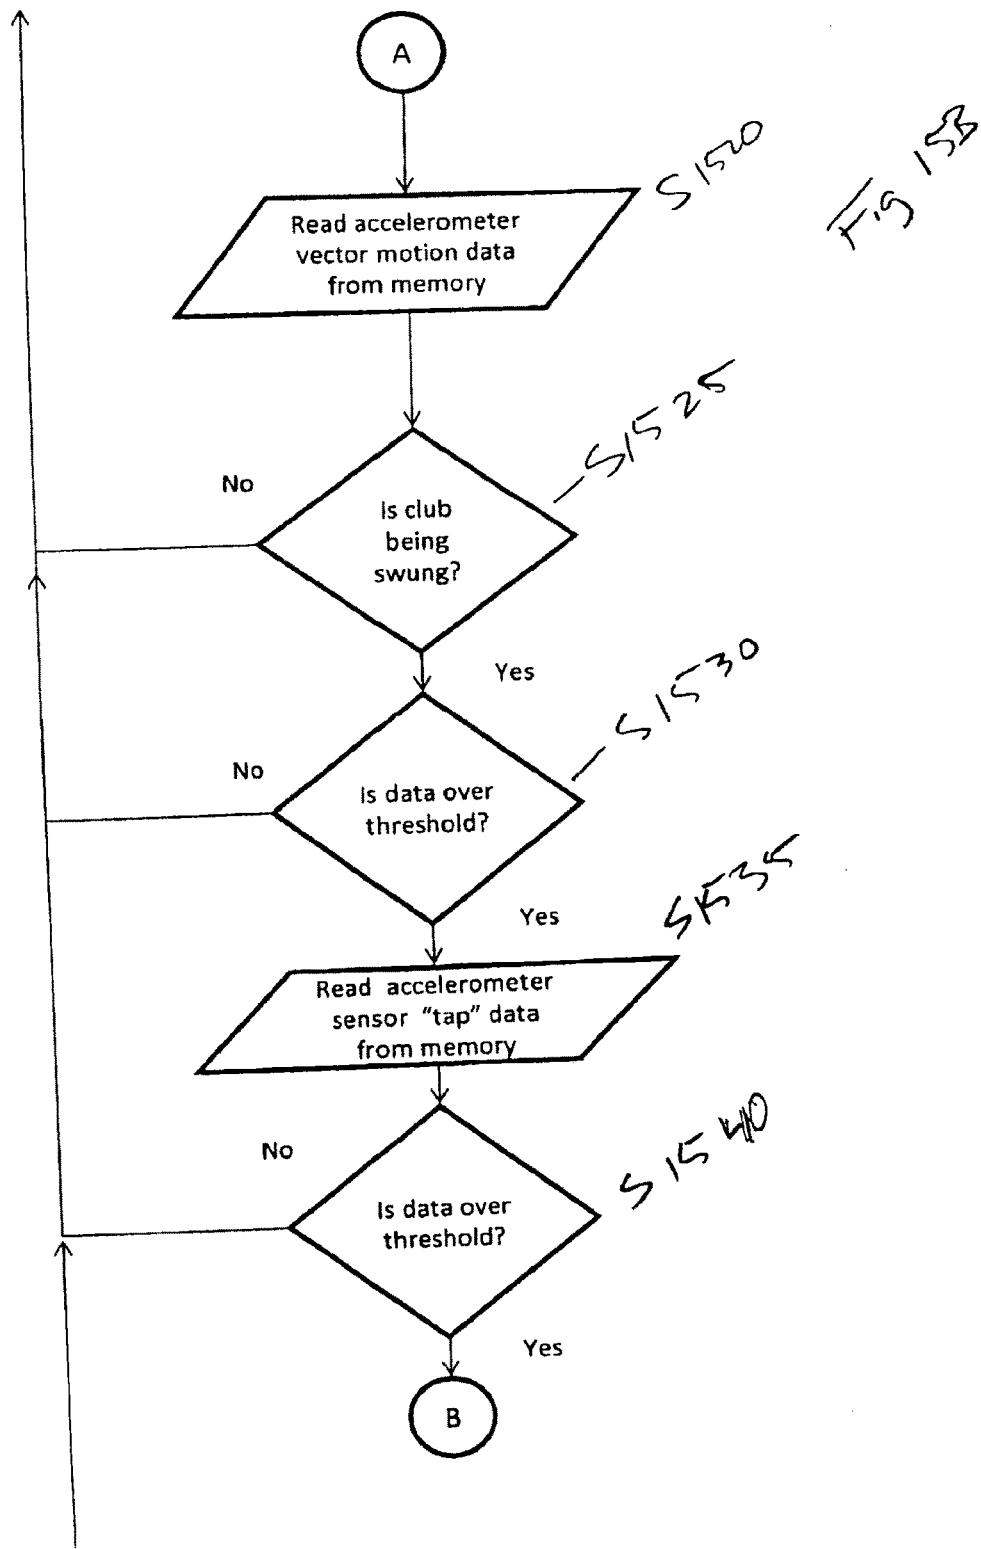 A
Read accelerometer
vector motion data
from memory
S1520
Fig 15B
S1525
No
Is club
being
swung?
Yes
S1530
No
Is data over
threshold?
Yes
S1535
Read accelerometer
sensor “tap” data
from memory
S1540
No
Is data over
threshold?
Yes
B